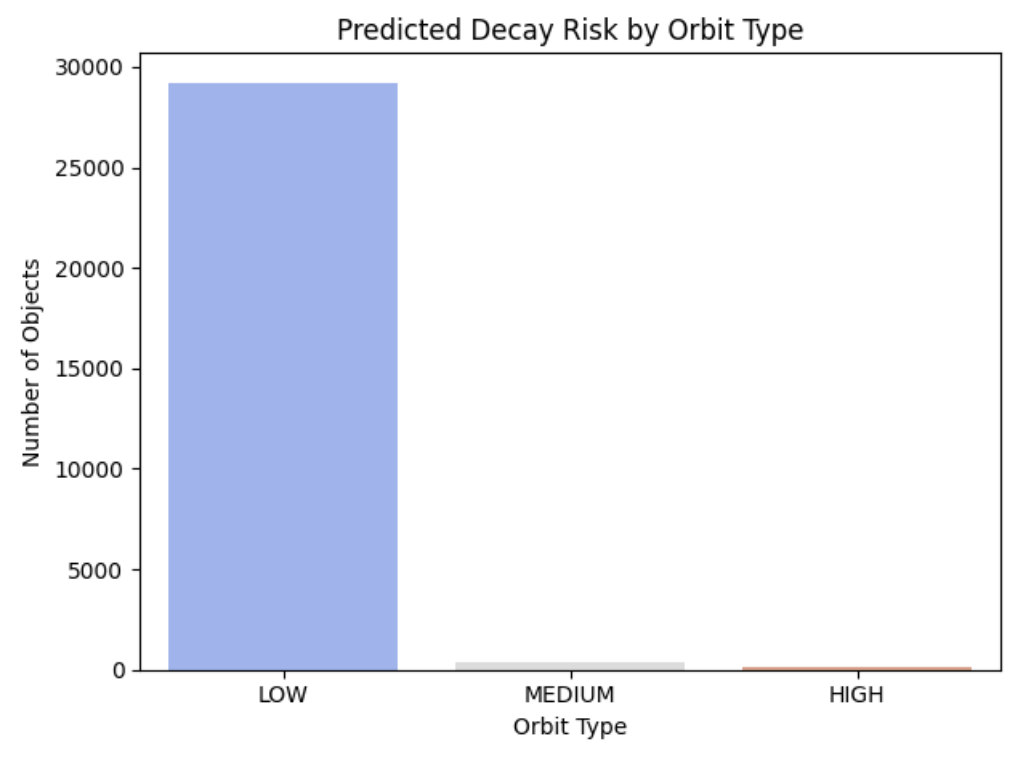 Predicted Decay Risk by Orbit Type
30000
25000
20000
15000
10000
5000
0
Number of Objects
LOW MEDIUM HIGH
Orbit Type